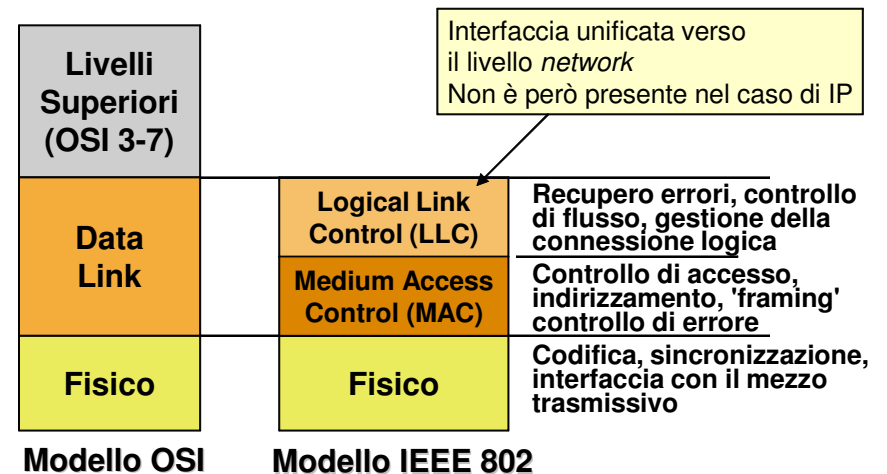 Interfaccia unificata verso
il livello network
Non è però presente nel caso di IP
Livelli
Superiori
(OSI 3-7)
Data
Link
Fisico
Modello OSI
Logical Link
Control (LLC)
Medium Access
Control (MAC)
Fisico
Modello IEEE 802
Recupero errori, controllo
di flusso, gestione della
connessione logica
Controllo di accesso,
indirizzamento, 'framing'
controllo di errore
Codifica, sincronizzazione,
interfaccia con il mezzo
trasmissivo